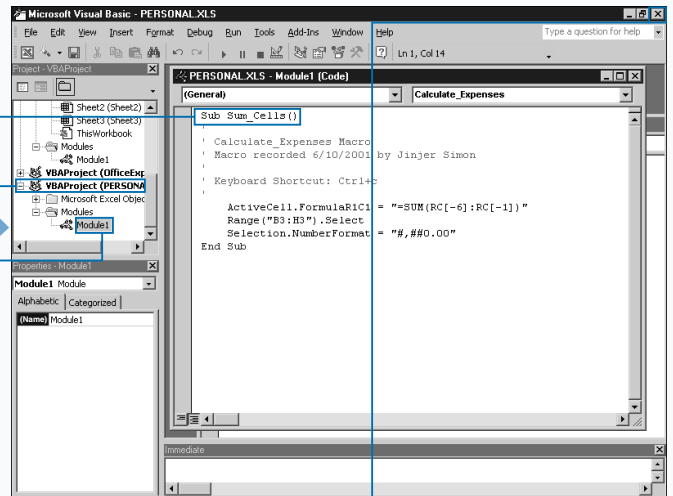 Microsoft Visual Basic - PERSONAL.XLS
File Edit View Insert Format Debug Run Tools Add-Ins Window Help
Type a question for help
Ln 1, Col 14
Project - VBAProject
Sheet2 (Sheet2)
Sheet3 (Sheet3)
ThisWorkbook
Modules
Module1
VBAProject (OfficeExp
VBAProject (PERSONA
Microsoft Excel Objec
Modules
Module1
Properties - Module1
Module1 Module
Alphabetic Categorized
(Name) Module1
PERSONAL.XLS - Module1 (Code)
(General) Calculate_Expenses
Sub Sum_Cells()
'
' Calculate_Expenses Macro
' Macro recorded 6/10/2001 by Jinjer Simon
'
' Keyboard Shortcut: Ctrl+c
'
ActiveCell.FormulaR1C1 = "=SUM(RC[-6]:RC[-1])"
Range("B3:H3").Select
Selection.NumberFormat = "#,##0.00"
End Sub
Immediate